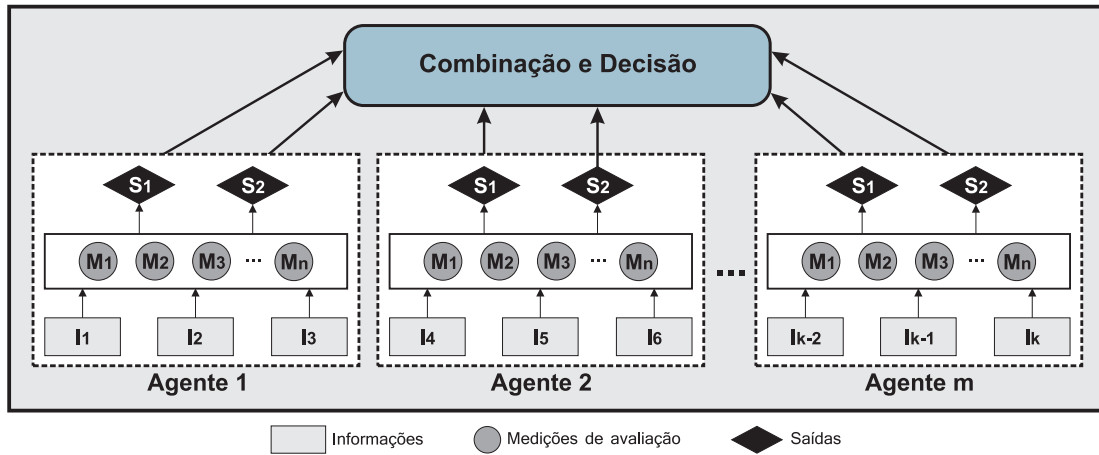 Combinação e Decisão
S1 S2 S1 S2 S1 S2
M1 M2 M3 ... Mn M1 M2 M3 ... Mn M1 M2 M3 ... Mn
...
I1 I2 I3 I4 I5 I6 Ik-2 Ik-1 Ik
Agente 1 Agente 2 Agente m
Informações Medições de avaliação Saídas